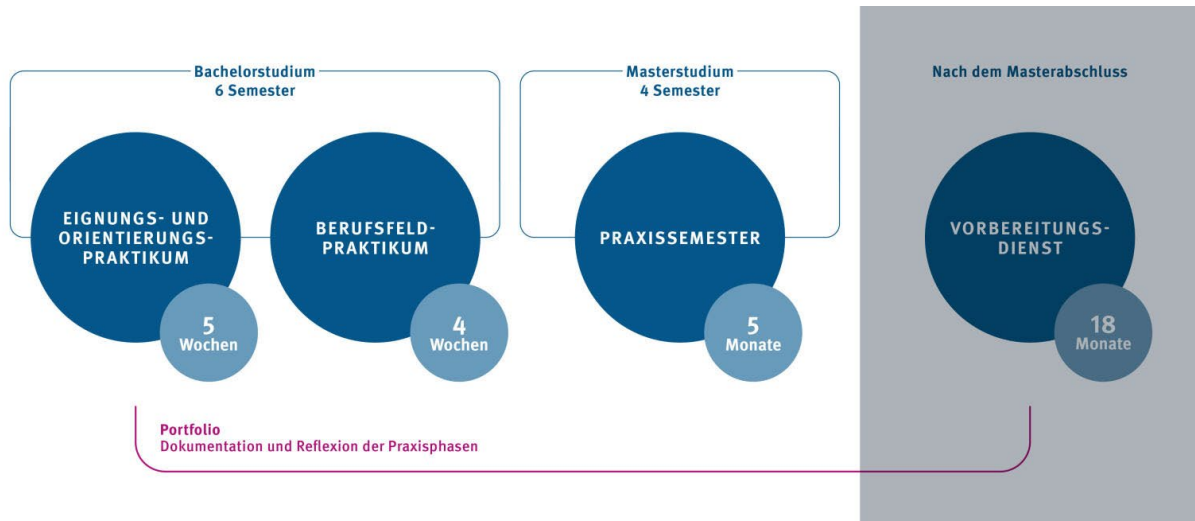 Bachelorstudium
6 Semester
EIGNUNGS- UND
ORIENTIERUNGS-
PRAKTIKUM
5
Wochen
BERUFSFELD-
PRAKTIKUM
4
Wochen
Masterstudium
4 Semester
PRAXISSEMESTER
5
Monate
Nach dem Masterabschluss
VORBEREITUNGS-
DIENST
18
Monate
Portfolio
Dokumentation und Reflexion der Praxisphasen